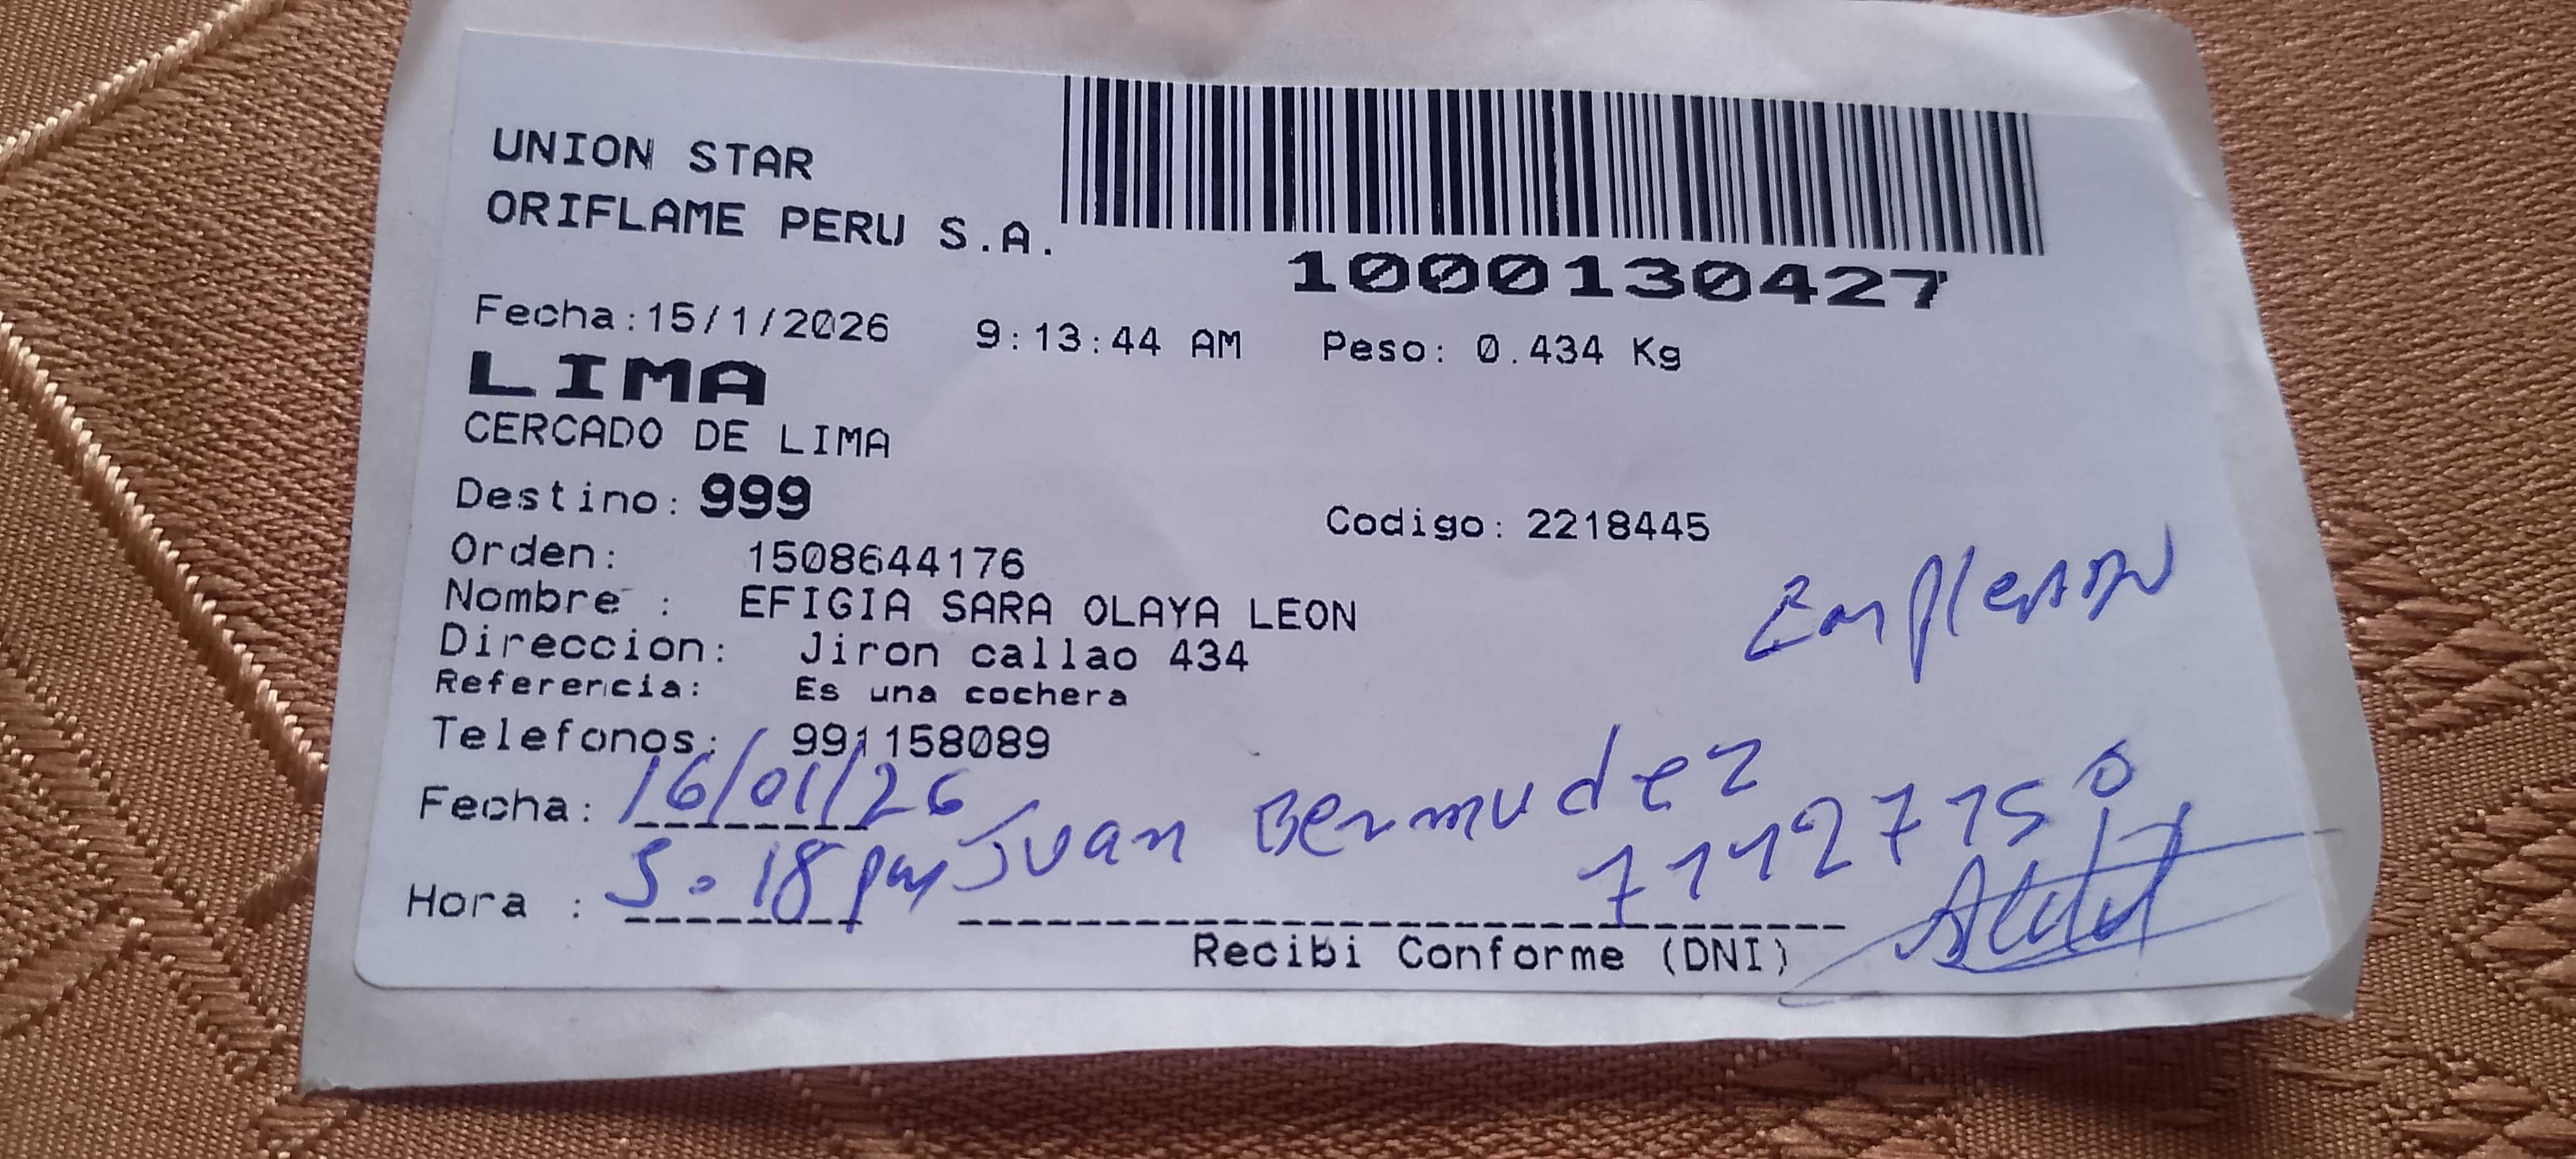 UNION STAR
ORIFLAME PERU S.A.
1000130427
Fecha:15/1/2026 9:13:44 AM Peso: 0.434 Kg
LIMA
CERCADO DE LIMA
Destino: 999
Codigo: 2218445
Orden: 1508644176
Nombre : EFIGIA SARA OLAYA LEON
Direccion: Jiron callao 434
Referencia: Es una cochera
Telefonos: 991158089
Fecha: 16/01/26
Juan Bermudez
Hora : 5.18 pm
Recibi Conforme (DNI)